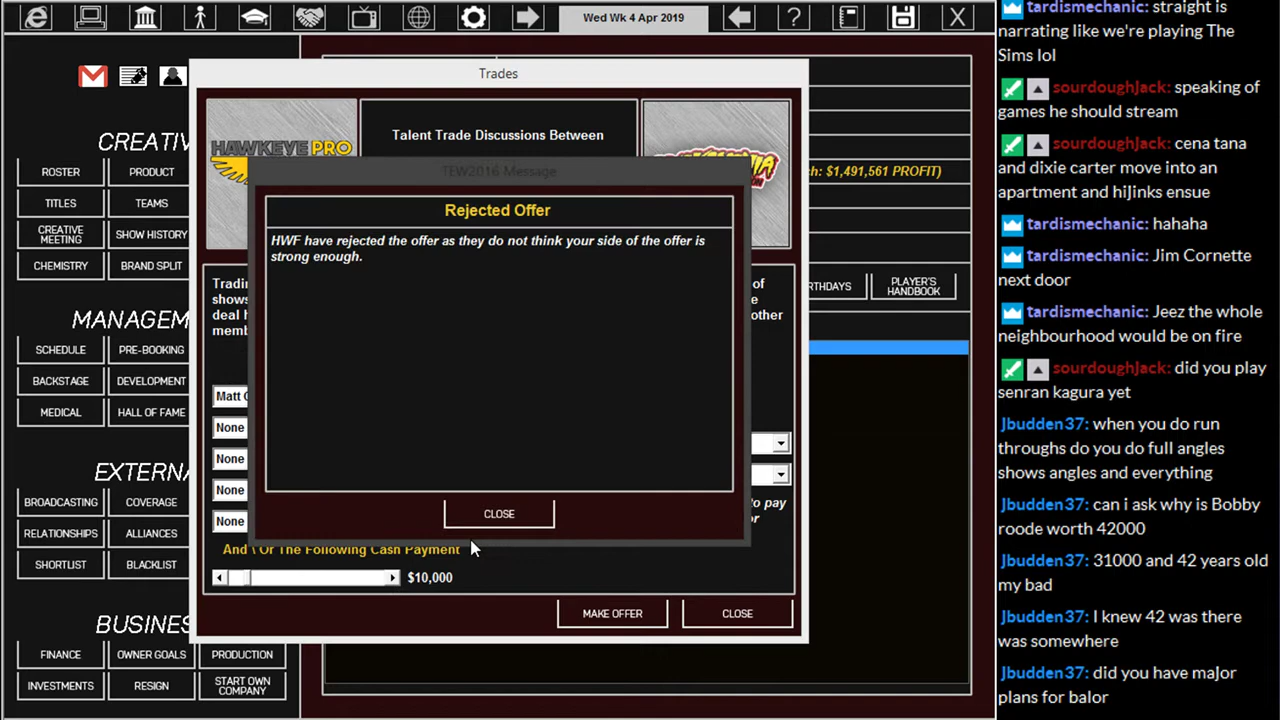 Wed Wk 4 Apr 2019
?
X
Trades
CREATIV
ROSTER
PRODUCT
TITLES
TEAMS
CREATIVE
MEETING
SHOW HISTORY
CHEMISTRY
BRAND SPLIT
MANAGEM
SCHEDULE
PRE-BOOKING
BACKSTAGE
DEVELOPMENT
MEDICAL
HALL OF FAME
EXTERNA
BROADCASTING
COVERAGE
RELATIONSHIPS
ALLIANCES
SHORTLIST
BLACKLIST
BUSINES
FINANCE
OWNER GOALS
PRODUCTION
INVESTMENTS
RESIGN
START OWN
COMPANY
HAWKEYE PRO
Talent Trade Discussions Between
TEW2016 Message
Rejected Offer
HWF have rejected the offer as they do not think your side of the offer is
strong enough.
CLOSE
Tradin
shows
deal h
memb
of
e
other
Matt
None
None
None
None
to pay
or
And \ Or The Following Cash Payment
$10,000
MAKE OFFER
CLOSE
ch: $1,491,561 PROFIT)
RTHDAYS
PLAYER'S
HANDBOOK
tardismechanic: straight is
narrating like we're playing The
Sims lol
sourdoughJack: speaking of
games he should stream
sourdoughJack: cena tana
and dixie carter move into an
apartment and hiJinks ensue
tardismechanic: hahaha
tardismechanic: Jim Cornette
next door
tardismechanic: Jeez the whole
neighbourhood would be on fire
sourdoughJack: did you play
senran kagura yet
Jbudden37: when you do run
throughs do you do full angles
shows angles and everything
Jbudden37: can i ask why is Bobby
roode worth 42000
Jbudden37: 31000 and 42 years old
my bad
Jbudden37: I knew 42 was there
was somewhere
Jbudden37: did you have major
plans for balor